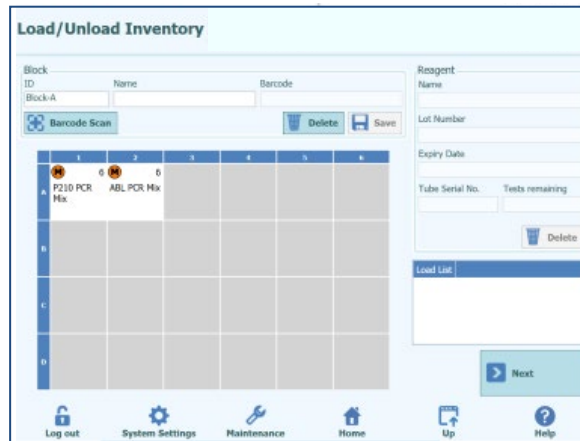 Load/Unload Inventory
Block
ID Name Barcode
Block-A
Barcode Scan Delete Save
1 2 3 4 5 6
A M 6 M 6
P210 PCR Mix ABL PCR Mix
B
C
D
Reagent
Name
Lot Number
Expiry Date
Tube Serial No. Tests remaining
Delete
Load List
Next
Log out System Settings Maintenance Home Up Help